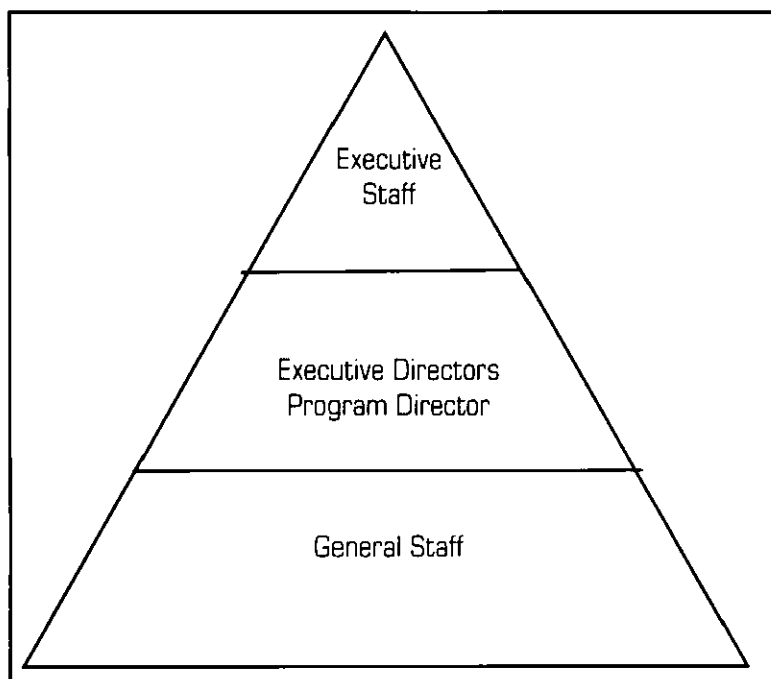 Executive
Staff
Executive Directors
Program Director
General Staff